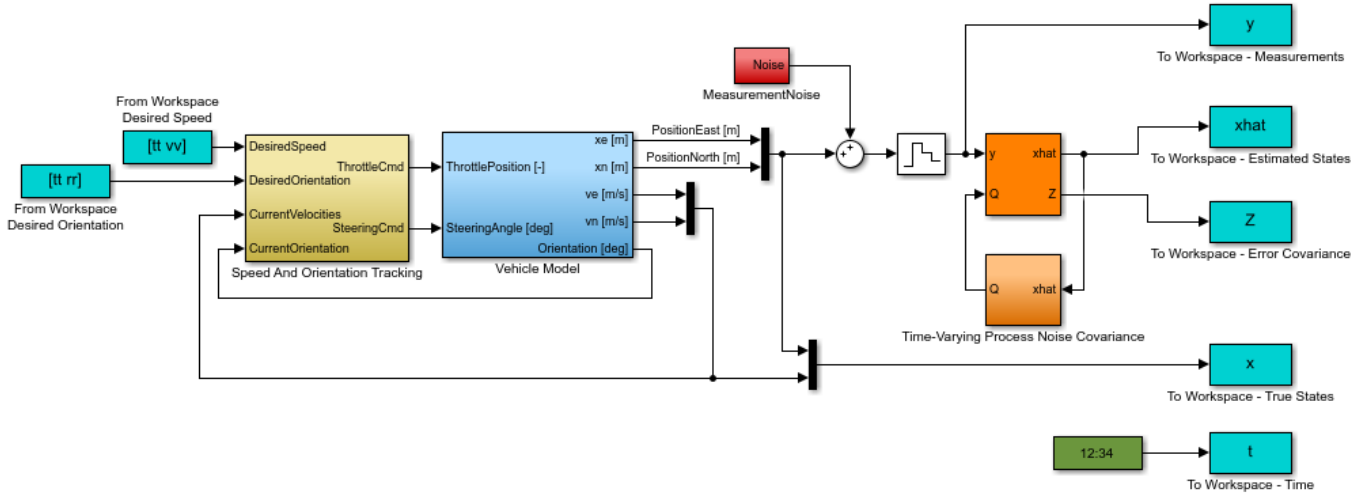 y
To Workspace - Measurements
Noise
MeasurementNoise
From Workspace
Desired Speed
[tt vv]
[tt rr]
From Workspace
Desired Orientation
DesiredSpeed
ThrottleCmd
DesiredOrientation
CurrentVelocities
SteeringCmd
CurrentOrientation
Speed And Orientation Tracking
xe [m]
ThrottlePosition [-]
xn [m]
ve [m/s]
SteeringAngle [deg]
vn [m/s]
Orientation [deg]
Vehicle Model
PositionEast [m]
PositionNorth [m]
+
+
y
xhat
Q
Z
xhat
To Workspace - Estimated States
Z
To Workspace - Error Covariance
Q
xhat
Time-Varying Process Noise Covariance
x
To Workspace - True States
12:34
t
To Workspace - Time